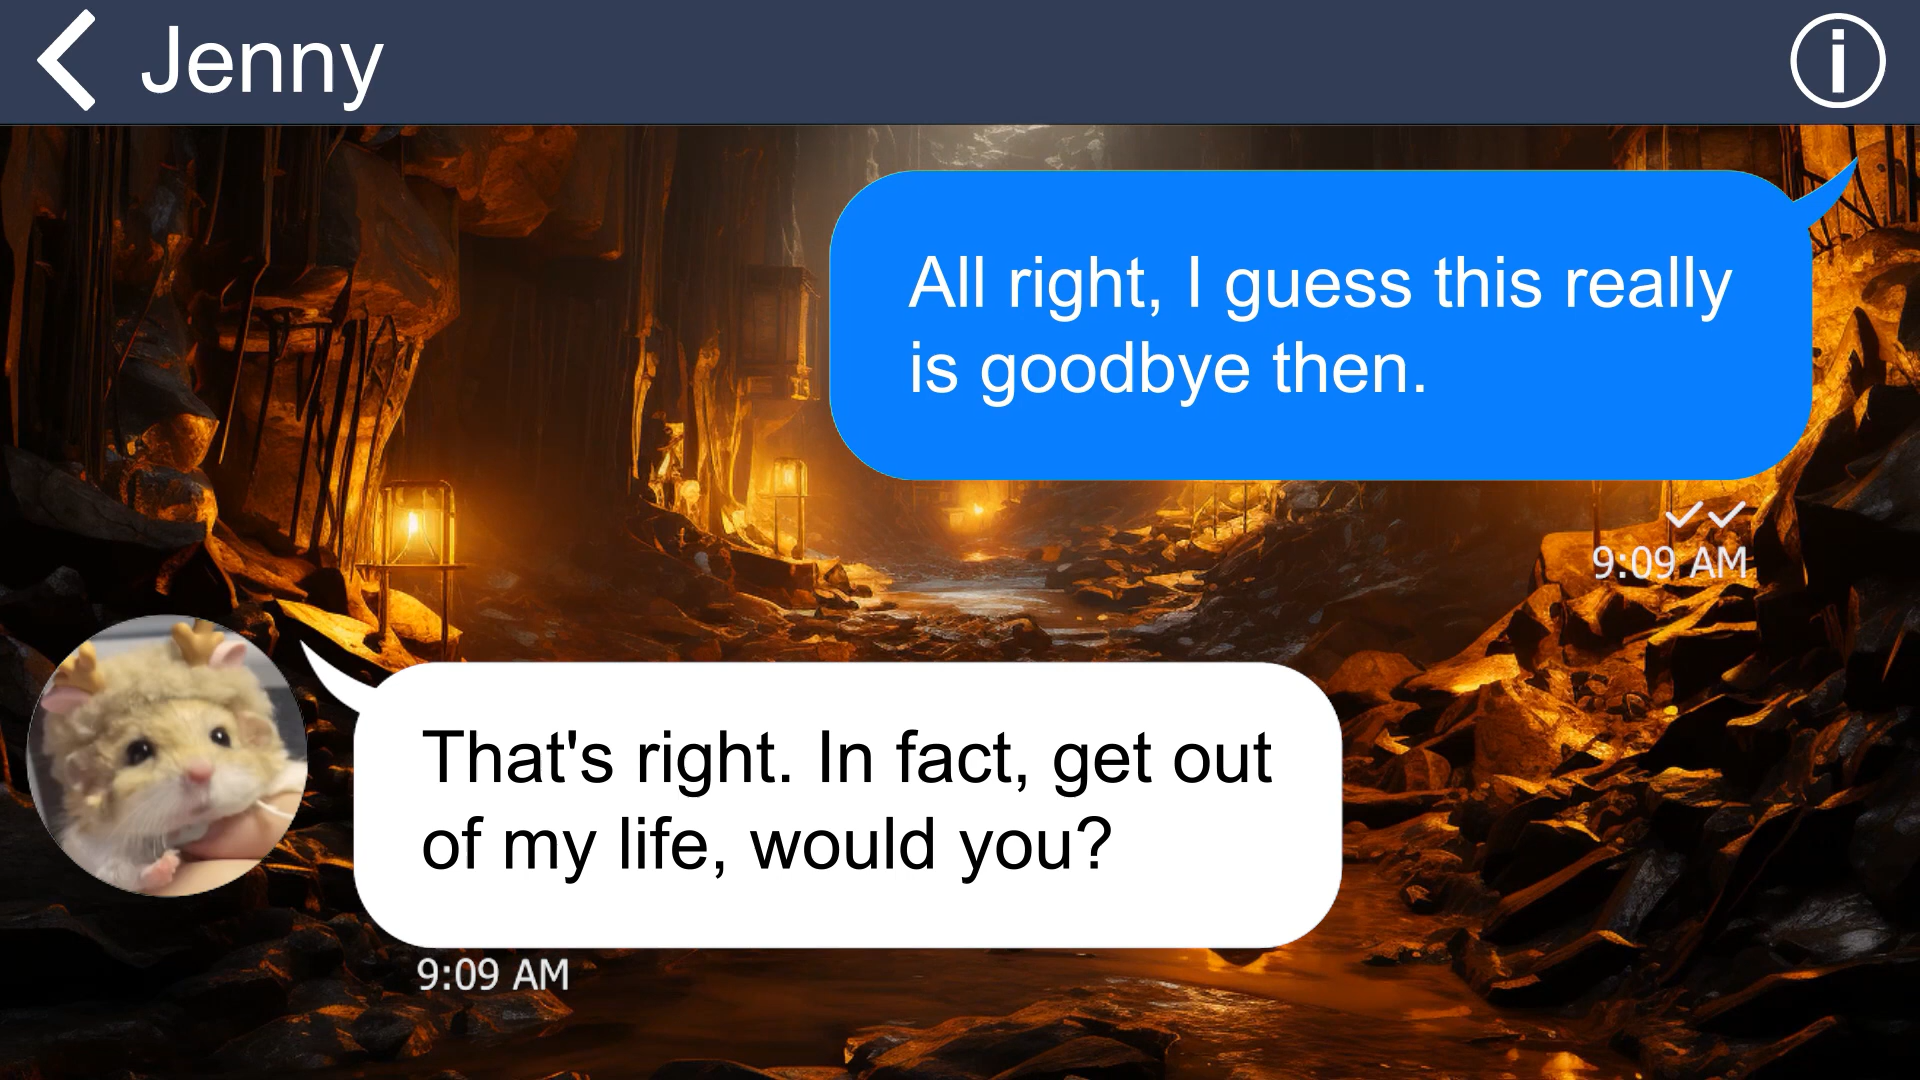 Jenny
All right, I guess this really
is goodbye then.
9:09 AM
That's right. In fact, get out
of my life, would you?
9:09 AM